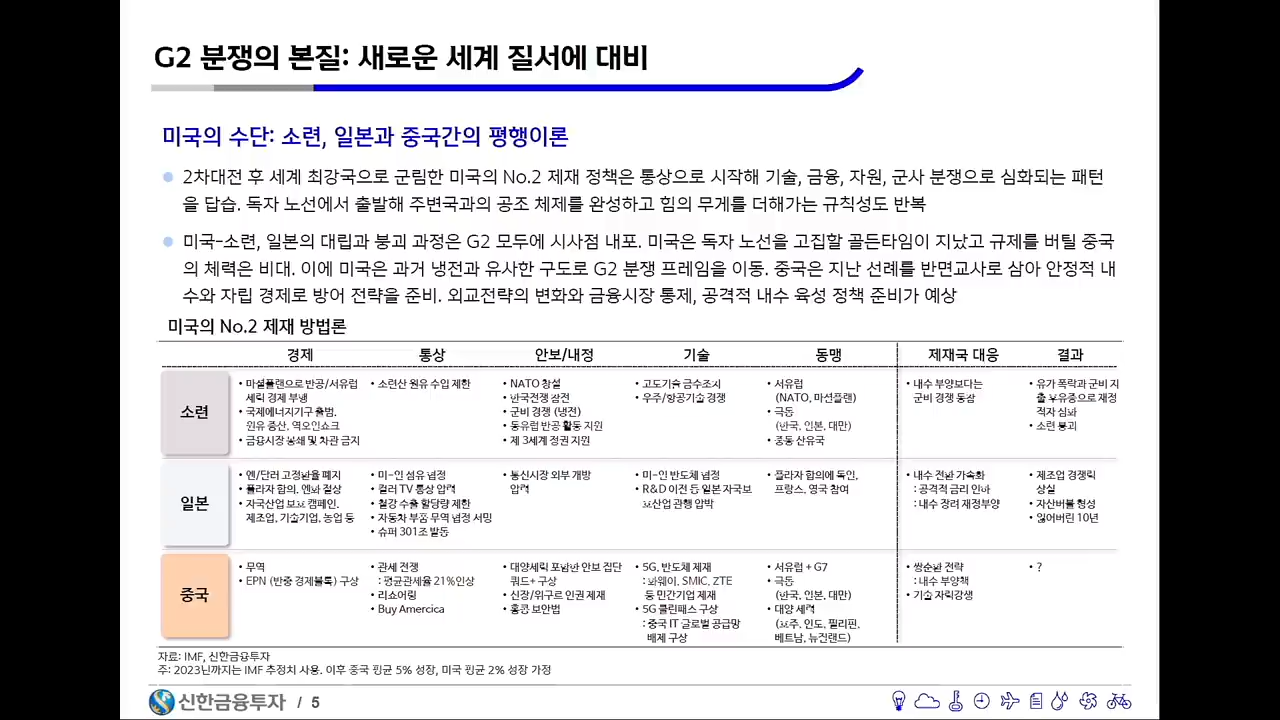 G2 분쟁의 본질: 새로운 세계 질서에 대비
미국의 수단: 소련, 일본과 중국간의 평행이론
2차대전 후 세계 최강국으로 군림한 미국의 No.2 제재 정책은 통상으로 시작해 기술, 금융, 자원, 군사 분쟁으로 심화되는 패턴
을 답습. 독자 노선에서 출발해 주변국과의 공조 체제를 완성하고 힘의 무게를 더해가는 규칙성도 반복
미국-소련, 일본의 대립과 붕괴 과정은 G2 모두에 시사점 내포. 미국은 독자 노선을 고집할 골든타임이 지났고 규제를 버틸 중국
의 체력은 비대. 이에 미국은 과거 냉전과 유사한 구도로 G2 분쟁 프레임을 이동. 중국은 지난 선례를 반면교사로 삼아 안정적 내
수와 자립 경제로 방어 전략을 준비. 외교전략의 변화와 금융시장 통제, 공격적 내수 육성 정책 준비가 예상
미국의 No.2 제재 방법론
경제 통상 안보/내정 기술 동맹 제재국 대응 결과
소련
• 마셜플랜으로 반공/서유럽
세력 경제 부흥
• 국제에너지기구 출범,
원유 증산, 역오인쇼크
• 금융시장 봉쇄 및 차관 금지
• 소련산 원유 수입 제한
• NATO 창설
• 한국전쟁 참전
• 군비 경쟁 (냉전)
• 동유럽 반공 활동 지원
• 제 3세계 정권 지원
• 고도기술 금수조치
• 우주/항공기술 경쟁
• 서유럽
(NATO, 마션플랜)
• 극동
(한국, 일본, 대만)
• 중동 산유국
• 내수 부양보다는
군비 경쟁 동참
• 유가 폭락과 군비 지
출 후유증으로 재정
적자 심화
• 소련 붕괴
일본
• 엔/달러 고정환율 폐지
• 플라자 합의, 엔화 절상
• 자국산업 보호 캠페인,
제조업, 기술기업, 농업 등
• 미-일 섬유 협정
• 컬러 TV 통상 압력
• 철강 수출 할당량 제한
• 자동차 부품 무역 협정 서명
• 슈퍼 301조 발동
• 통신시장 외부 개방
압력
• 미-일 반도체 협정
• R&D 이전 등 일본 자국보
호산업 관행 압박
• 플라자 합의에 독일,
프랑스, 영국 참여
• 내수 전환 가속화
: 공격적 금리 인하
: 내수 장려 재정부양
• 제조업 경쟁력
상실
• 자산버블 형성
• 잃어버린 10년
중국
• 무역
• EPN (반중 경제블록) 구상
• 관세 전쟁
: 평균관세율 21%인상
• 리쇼어링
• Buy Amercica
• 대양세력 포함한 안보 집단
쿼드+ 구상
• 신장/위구르 인권 제재
• 홍콩 보안법
• 5G, 반도체 제재
: 화웨이, SMIC, ZTE
등 민간기업 제재
• 5G 클린패스 구상
: 중국 IT 글로벌 공급망
배제 구상
• 서유럽 + G7
• 극동
(한국, 일본, 대만)
• 대양 세력
(호주, 인도, 필리핀,
베트남, 뉴질랜드)
• 쌍순환 전략
: 내수 부양책
• 기술 자력갱생
• ?
자료: IMF, 신한금융투자
주: 2023년까지는 IMF 추정치 사용. 이후 중국 평균 5% 성장, 미국 평균 2% 성장 가정
신한금융투자 / 5